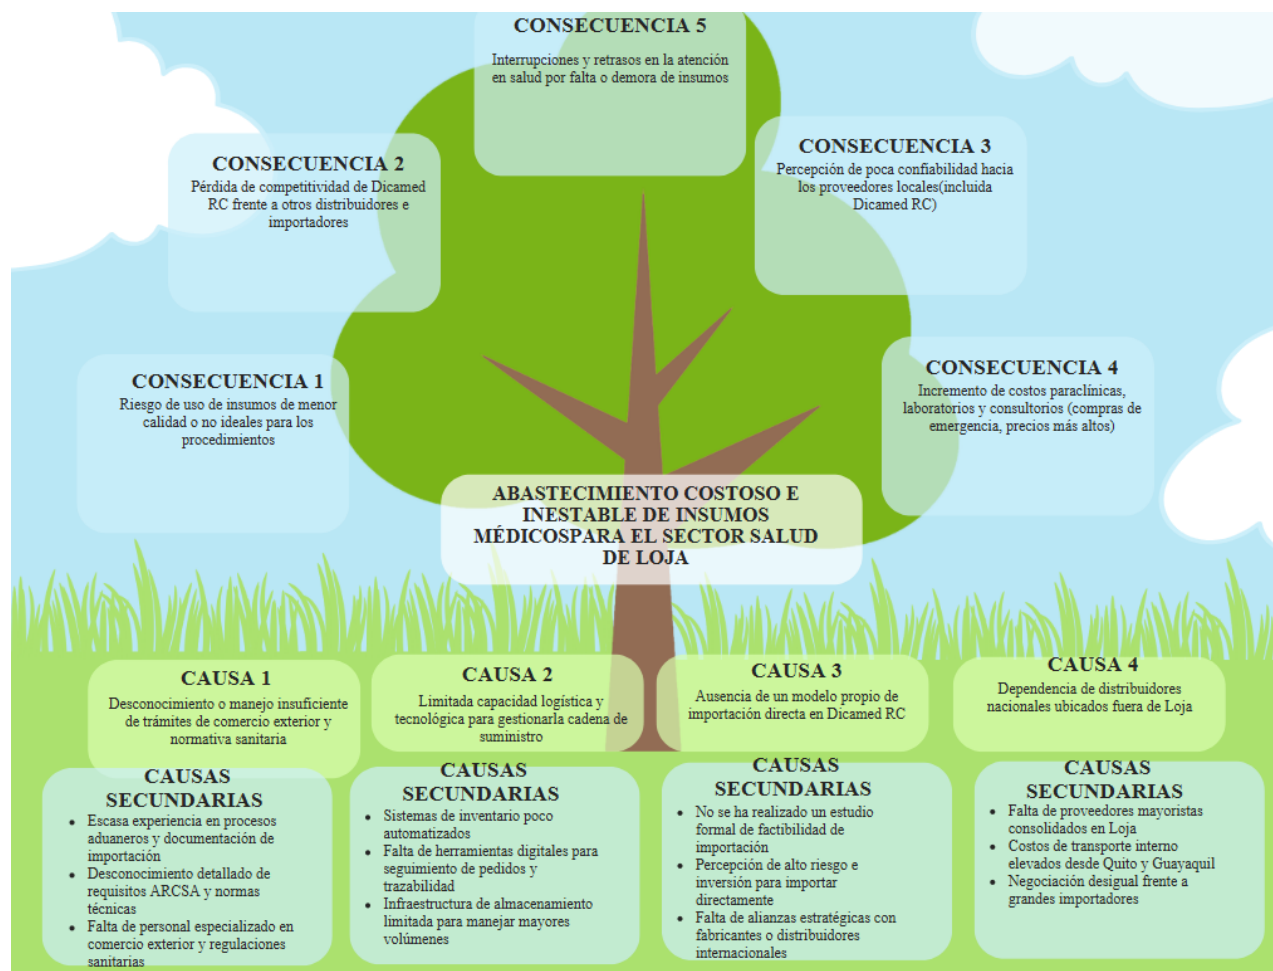 CONSECUENCIA 5
Interrupciones y retrasos en la atención
en salud por falta o demora de insumos
CONSECUENCIA 2
Pérdida de competitividad de Dicamed
RC frente a otros distribuidores e
importadores
CONSECUENCIA 3
Percepción de poca confíabilidad hacia
los proveedores locales(incluida
Dicamed RC)
CONSECUENCIA 1
Riesgo de uso de insumos de menor
calidad o no ideales para los
procedimientos
CONSECUENCIA 4
Incremento de costos paraclínicas,
laboratorios y consultorios (compras de
emergencia, precios más altos)
ABASTECIMIENTO COSTOSO E
INESTABLE DE INSUMOS
MÉDICOSPARA EL SECTOR SALUD
DE LOJA
CAUSA 1
Desconocimiento o manejo insuficiente
de trámites de comercio exterior y
normativa sanitaria
CAUSA 2
Limitada capacidad logística y
tecnológica para gestionarla cadena de
suministro
CAUSA 3
Ausencia de un modelo propio de
importación directa en Dicamed RC
CAUSA 4
Dependencia de distribuidores
nacionales ubicados fuera de Loja
CAUSAS
SECUNDARIAS
• Escasa experiencia en procesos
aduaneros y documentación de
importación
• Desconocimiento detallado de
requisitos ARCSA y normas
técnicas
• Falta de personal especializado en
comercio exterior y regulaciones
sanitarias
CAUSAS
SECUNDARIAS
• Sistemas de inventario poco
automatizados
• Falta de herramientas digitales para
seguimiento de pedidos y
trazabilidad
• Infraestructura de almacenamiento
limitada para manejar mayores
volúmenes
CAUSAS
SECUNDARIAS
• No se ha realizado un estudio
formal de factibilidad de
importación
• Percepción de alto riesgo e
inversión para importar
directamente
• Falta de alianzas estratégicas con
fabricantes o distribuidores
internacionales
CAUSAS
SECUNDARIAS
• Falta de proveedores mayoristas
consolidados en Loja
• Costos de transporte interno
elevados desde Quito y Guayaquil
• Negociación desigual frente a
grandes importadores